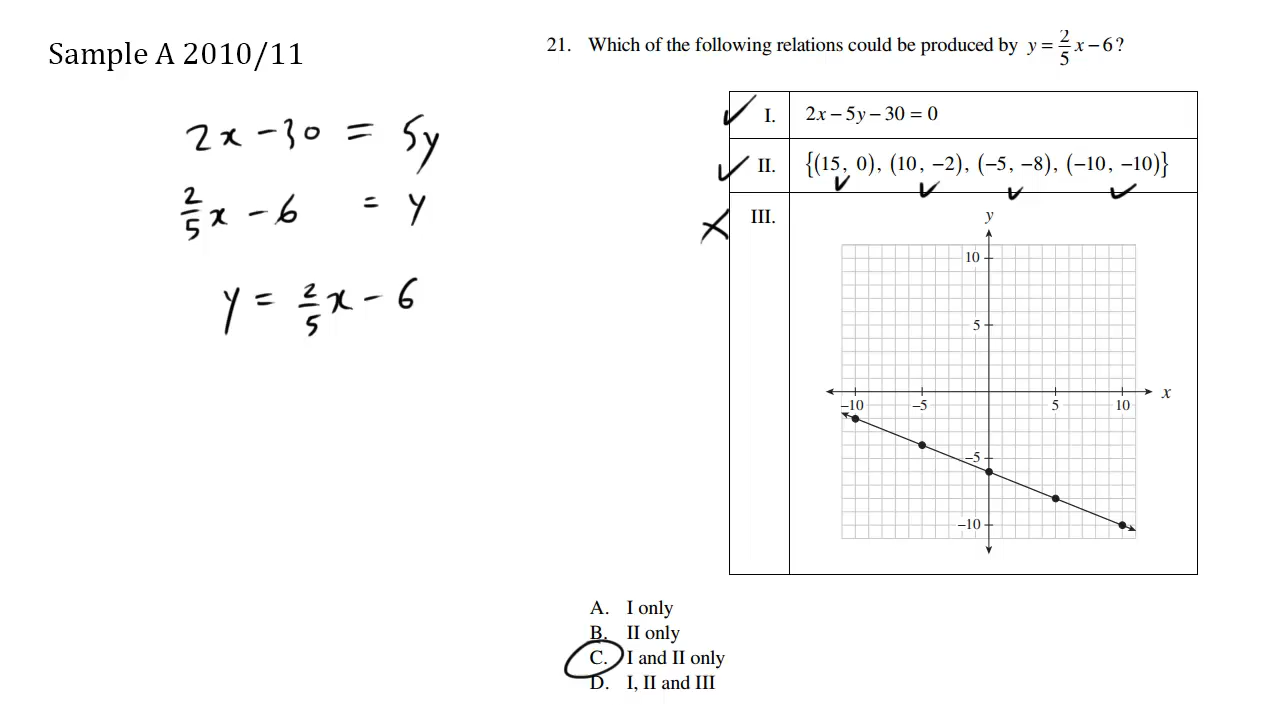 Sample A 2010/11
2x − 30 = 5y
2/5 x − 6 = y
y = 2/5 x − 6
21. Which of the following relations could be produced by y = 2/5 x − 6?
I. 2x − 5y − 30 = 0
II. {(15, 0), (10, −2), (−5, −8), (−10, −10)}
III.
y
10
5
−10 −5 5 10 x
−5
−10
A. I only
B. II only
C. I and II only
D. I, II and III